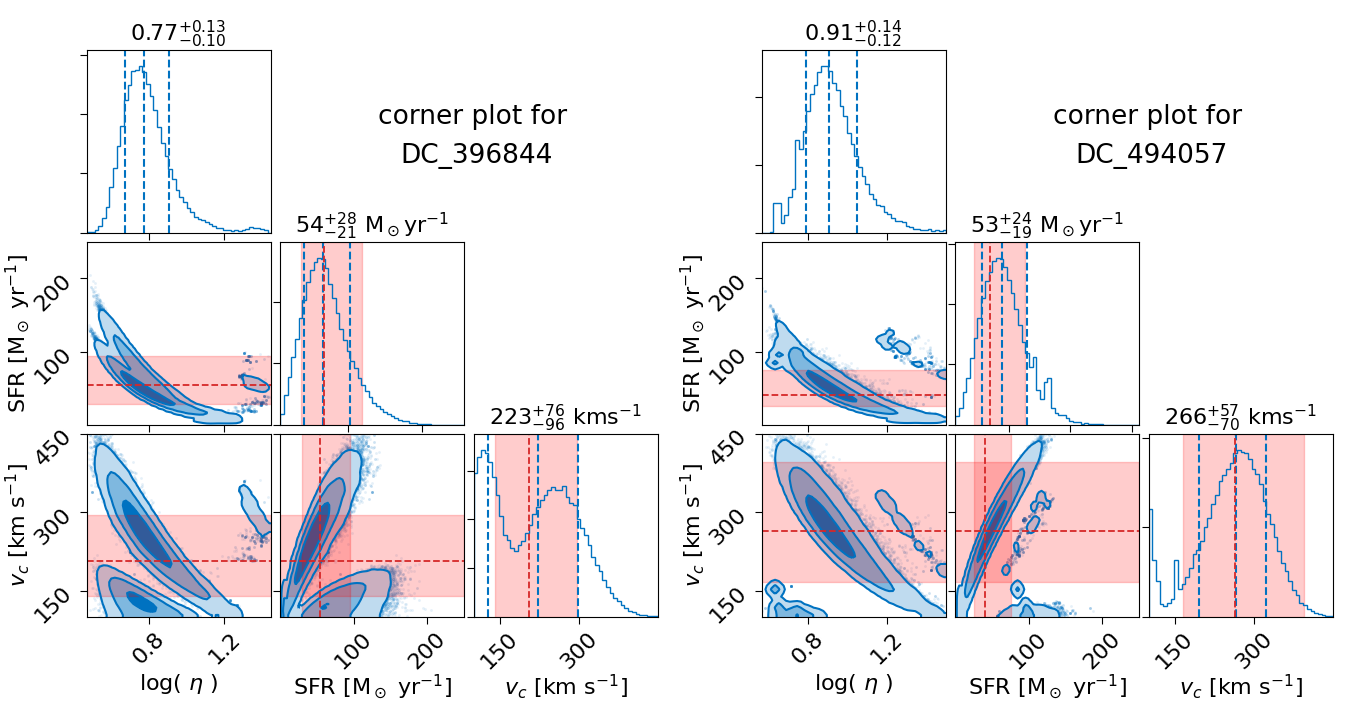 0.77+0.13−0.10
corner plot for
DC_396844
54+28−21 M⊙yr−1
SFR [M⊙ yr−1]
200
100
223+76−96 kms−1
vc [km s−1]
450
300
150
0.8
1.2
log( η )
100
200
SFR [M⊙ yr−1]
150
300
vc [km s−1]
0.91+0.14−0.12
corner plot for
DC_494057
53+24−19 M⊙yr−1
SFR [M⊙ yr−1]
200
100
266+57−70 kms−1
vc [km s−1]
450
300
150
0.8
1.2
log( η )
100
200
SFR [M⊙ yr−1]
150
300
vc [km s−1]